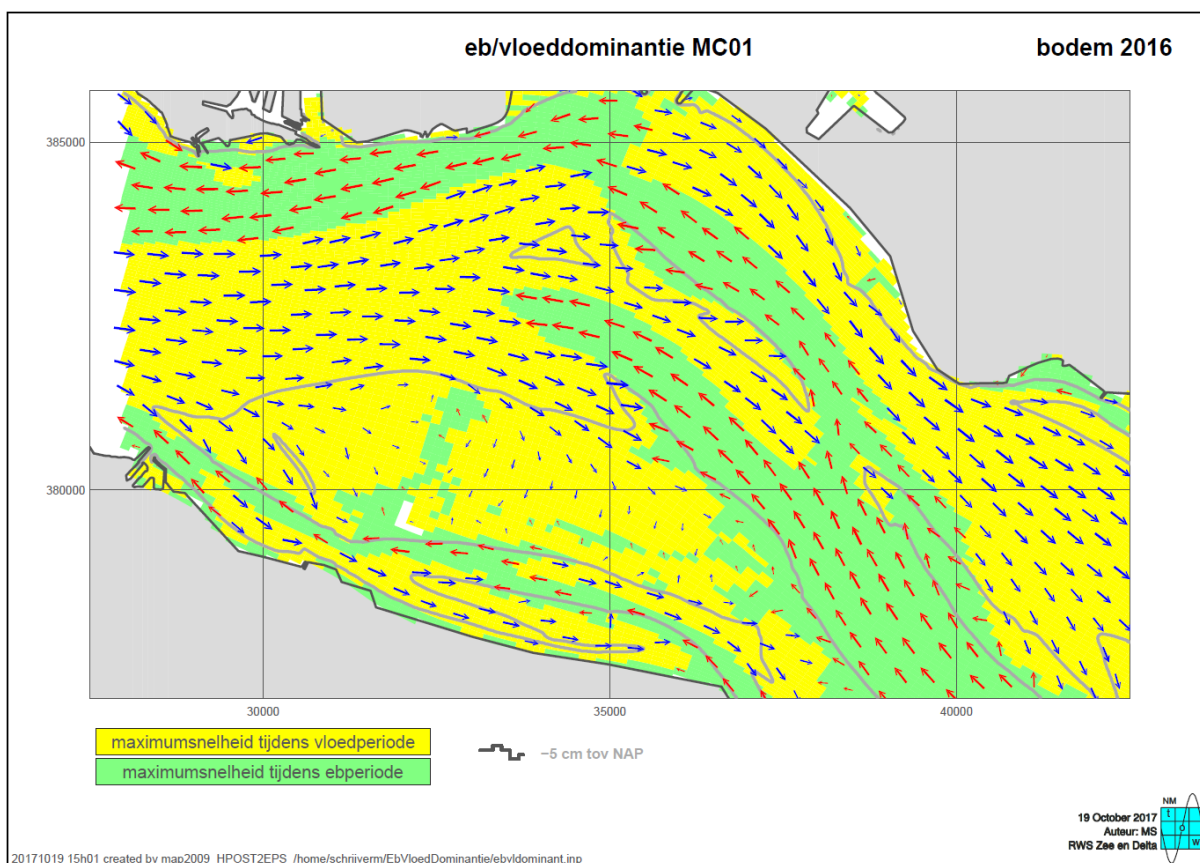 eb/vloeddominantie MC01
bodem 2016
385000
380000
30000
35000
40000
maximumsnelheid tijdens vloedperiode
maximumsnelheid tijdens ebperiode
−5 cm tov NAP
NM
t
o
w
19 October 2017
Auteur: MS
RWS Zee en Delta
20171019 15h01 created by map2009 HPOST2EPS /home/schrijverm/EbVloedDominantie/ebvldominant.inp